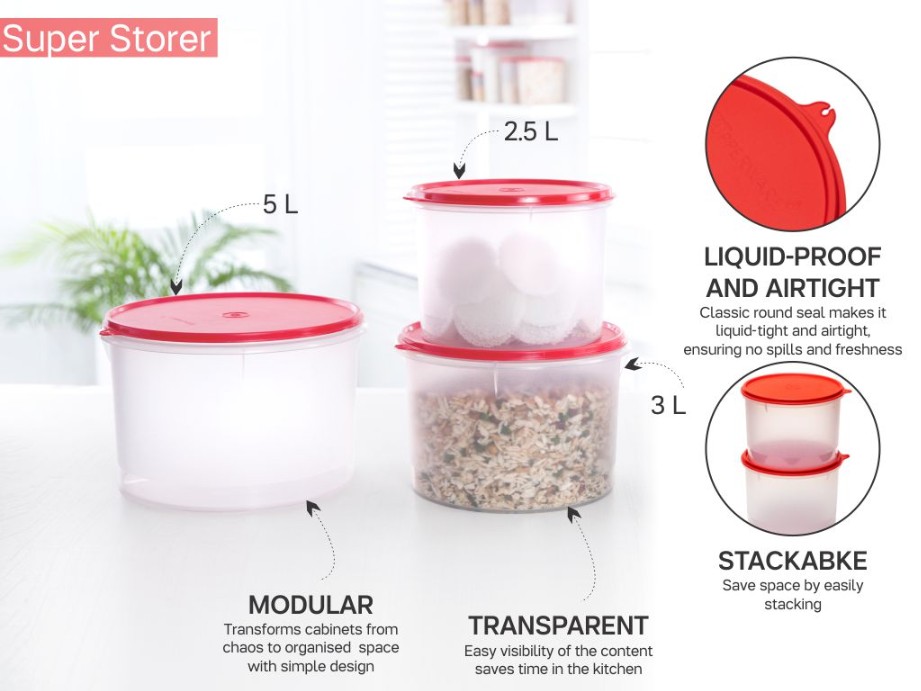 Super Storer
2.5 L
5 L
3 L
LIQUID-PROOF
AND AIRTIGHT
Classic round seal makes it
liquid-tight and airtight,
ensuring no spills and freshness
STACKABKE
Save space by easily
stacking
MODULAR
Transforms cabinets from
chaos to organised space
with simple design
TRANSPARENT
Easy visibility of the content
saves time in the kitchen